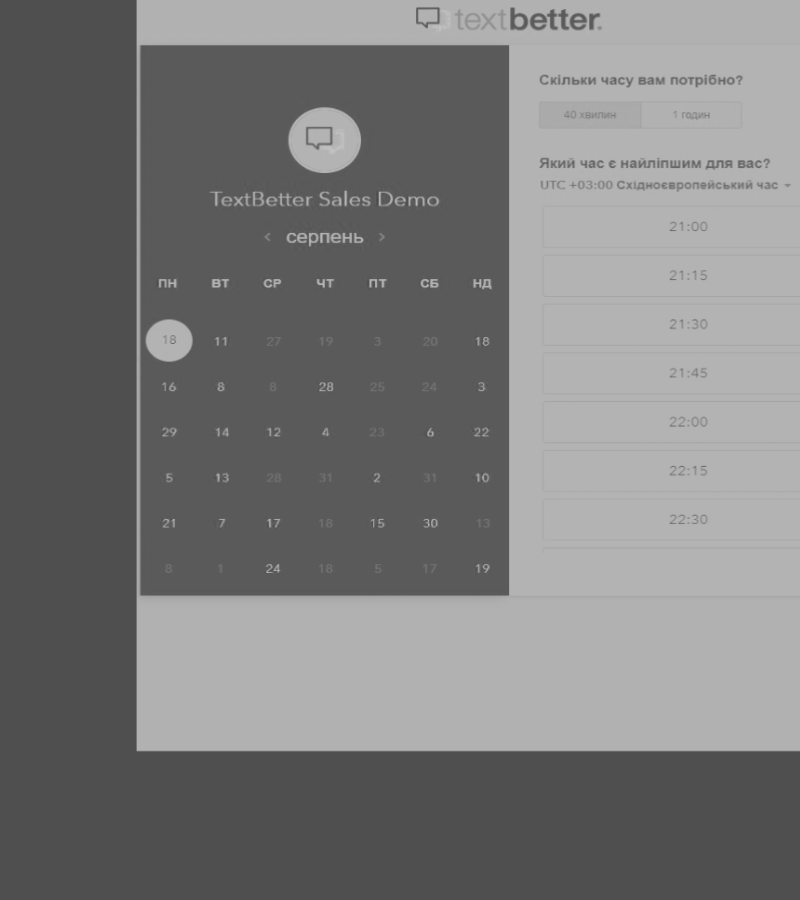 textbetter.
TextBetter Sales Demo
< серпень >
ПН ВТ СР ЧТ ПТ СБ НД
18 11 27 19 3 20 18
16 8 8 28 25 24 3
29 14 12 4 23 6 22
5 13 28 31 2 31 10
21 7 17 18 15 30 13
8 1 24 18 5 17 19
Скільки часу вам потрібно?
40 хвилин 1 годин
Який час є найліпшим для вас?
UTC +03:00 Східноєвропейський час
21:00
21:15
21:30
21:45
22:00
22:15
22:30